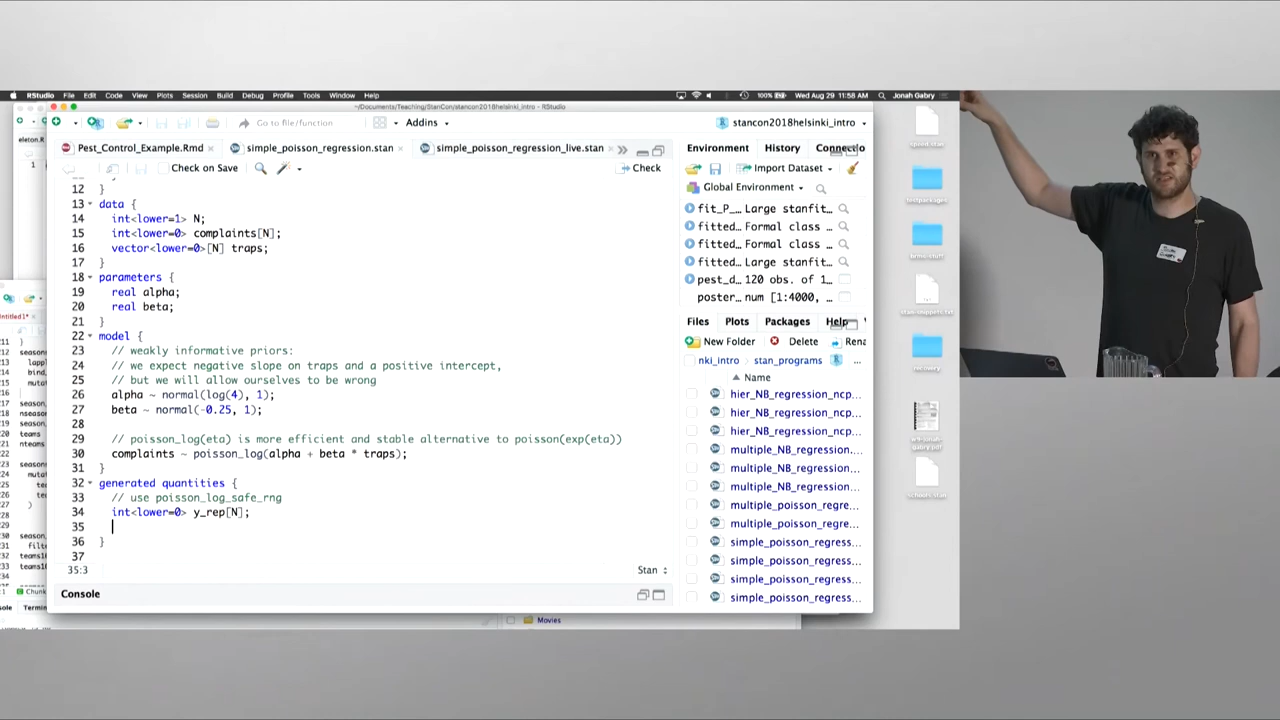 RStudio File Edit Code View Plots Session Build Debug Profile Tools Window Help 100% Wed Aug 29 11:58 AM Jonah Gabry
~/Documents/Teaching/StanCon/stancon2018helsinki_intro - RStudio
Go to file/function Addins stancon2018helsinki_intro
Pest_Control_Example.Rmd simple_poisson_regression.stan simple_poisson_regression_live.stan
Check on Save Check
12 }
13 data {
14 int<lower=1> N;
15 int<lower=0> complaints[N];
16 vector<lower=0>[N] traps;
17 }
18 parameters {
19 real alpha;
20 real beta;
21 }
22 model {
23 // weakly informative priors:
24 // we expect negative slope on traps and a positive intercept,
25 // but we will allow ourselves to be wrong
26 alpha ~ normal(log(4), 1);
27 beta ~ normal(-0.25, 1);
28
29 // poisson_log(eta) is more efficient and stable alternative to poisson(exp(eta))
30 complaints ~ poisson_log(alpha + beta * traps);
31 }
32 generated quantities {
33 // use poisson_log_safe_rng
34 int<lower=0> y_rep[N];
35
36 }
37
35:3 Stan
Console
Environment History Connectio
Import Dataset
Global Environment
fit_P_… Large stanfit…
fitted… Formal class …
fitted… Formal class …
fitted… Large stanfit…
pest_d… 120 obs. of 1…
poster… num [1:4000, …
Files Plots Packages Help
New Folder Delete Rena
nki_intro stan_programs ...
Name
hier_NB_regression_ncp…
hier_NB_regression_ncp…
hier_NB_regression_ncp…
multiple_NB_regression.…
multiple_NB_regression…
multiple_NB_regression…
multiple_poisson_regre…
multiple_poisson_regre…
simple_poisson_regress…
simple_poisson_regress…
simple_poisson_regress…
simple_poisson_regress…
speed.stan
testpackages
recovery
schools.stan
Untitled1*
Movies